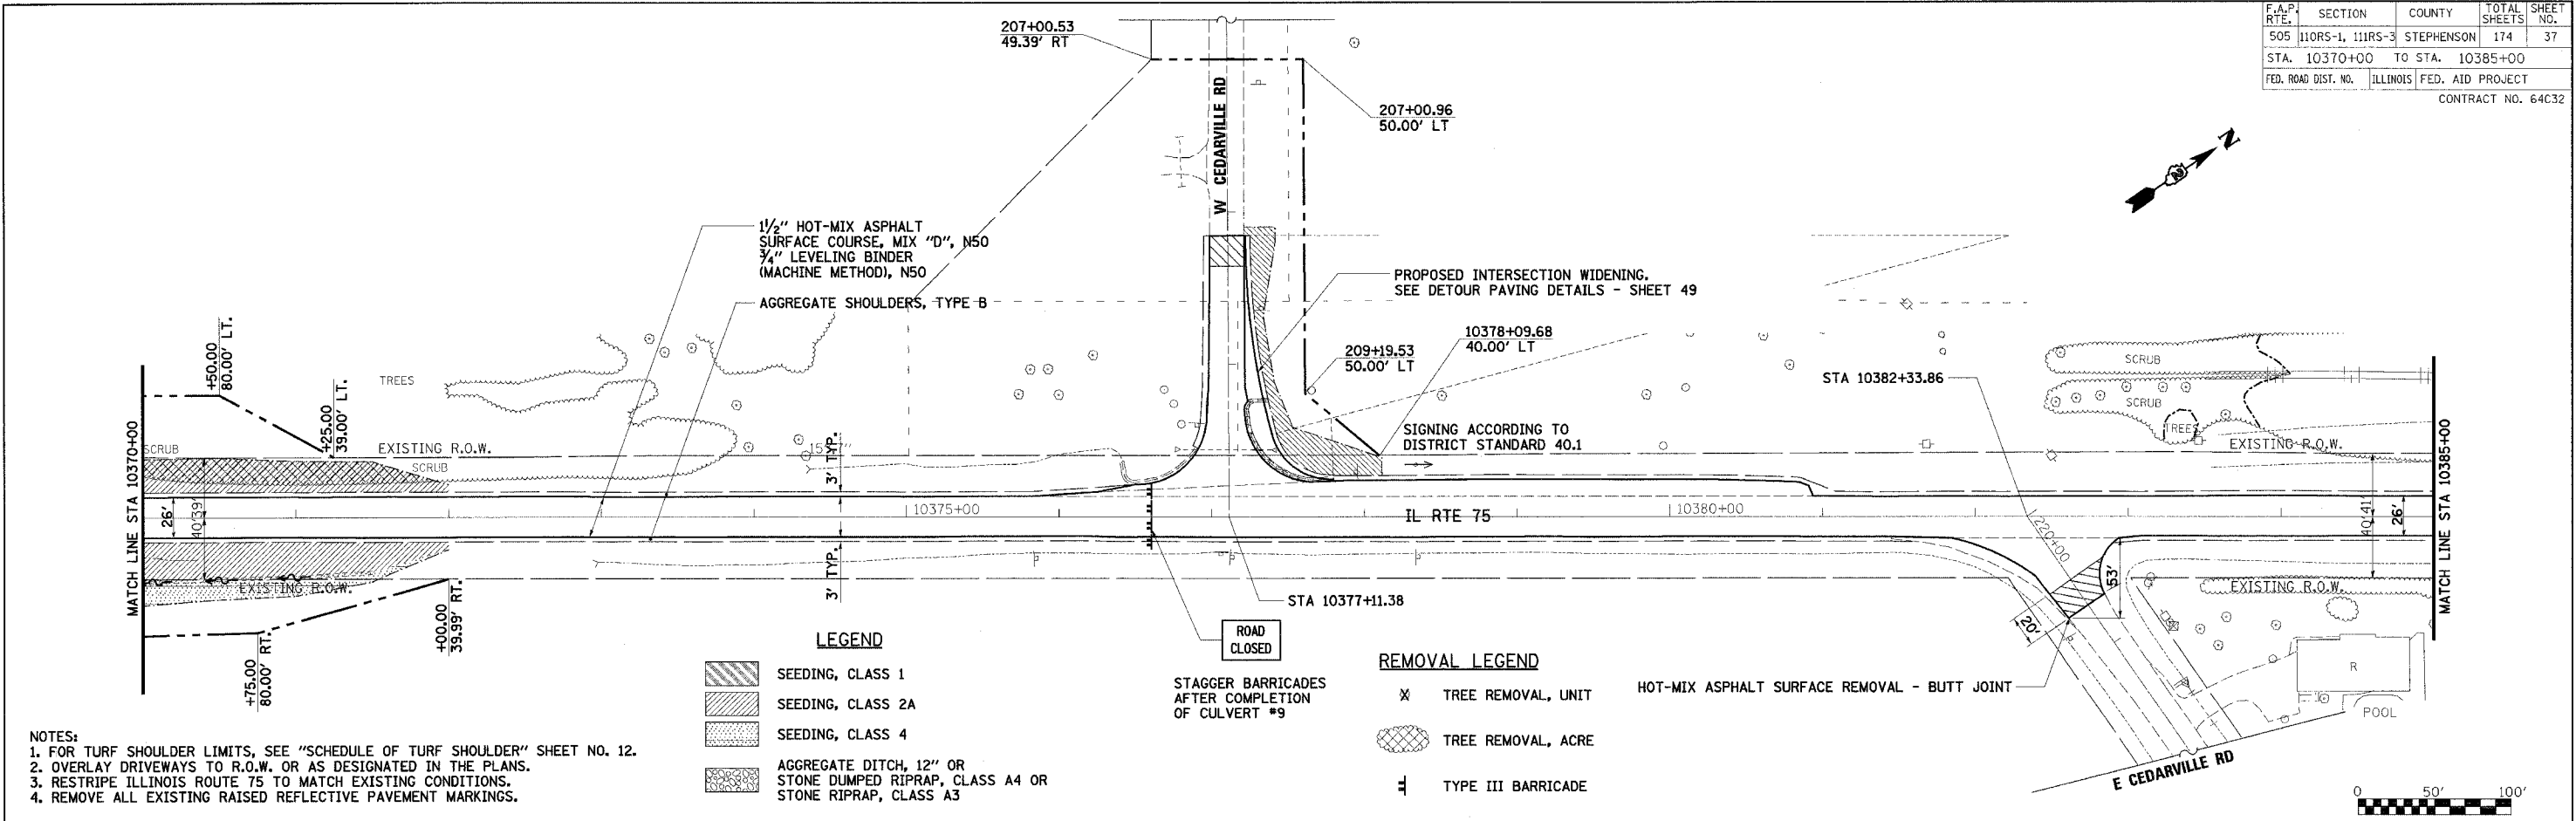 F.A.P. RTE. SECTION COUNTY TOTAL SHEETS SHEET NO.
505 110RS-1, 111RS-3 STEPHENSON 174 37
STA. 10370+00 TO STA. 10385+00
FED. ROAD DIST. NO. ILLINOIS FED. AID PROJECT
CONTRACT NO. 64C32
207+00.53
49.39' RT
W CEDARVILLE RD
207+00.96
50.00' LT
N
1 1/2" HOT-MIX ASPHALT
SURFACE COURSE, MIX "D", N50
3/4" LEVELING BINDER
(MACHINE METHOD), N50
AGGREGATE SHOULDERS, TYPE B
PROPOSED INTERSECTION WIDENING.
SEE DETOUR PAVING DETAILS - SHEET 49
10378+09.68
40.00' LT
209+19.53
50.00' LT
STA 10382+33.86
SIGNING ACCORDING TO
DISTRICT STANDARD 40.1
+50.00
80.00' LT.
+25.00
39.00' LT.
TREES
SCRUB
EXISTING R.O.W.
SCRUB
SCRUB
SCRUB
TREES
EXISTING R.O.W.
MATCH LINE STA 10370+00
26'
40'39'
3' TYP.
10375+00
IL RTE 75
10380+00
220+00
40'41'
26'
MATCH LINE STA 10385+00
3' TYP.
EXISTING R.O.W.
+75.00
80.00' RT.
+00.00
39.99' RT.
STA 10377+11.38
53'
20'
EXISTING R.O.W.
R
POOL
E CEDARVILLE RD
ROAD
CLOSED
STAGGER BARRICADES
AFTER COMPLETION
OF CULVERT #9
HOT-MIX ASPHALT SURFACE REMOVAL - BUTT JOINT
LEGEND
SEEDING, CLASS 1
SEEDING, CLASS 2A
SEEDING, CLASS 4
AGGREGATE DITCH, 12" OR
STONE DUMPED RIPRAP, CLASS A4 OR
STONE RIPRAP, CLASS A3
REMOVAL LEGEND
TREE REMOVAL, UNIT
TREE REMOVAL, ACRE
TYPE III BARRICADE
NOTES:
1. FOR TURF SHOULDER LIMITS, SEE "SCHEDULE OF TURF SHOULDER" SHEET NO. 12.
2. OVERLAY DRIVEWAYS TO R.O.W. OR AS DESIGNATED IN THE PLANS.
3. RESTRIPE ILLINOIS ROUTE 75 TO MATCH EXISTING CONDITIONS.
4. REMOVE ALL EXISTING RAISED REFLECTIVE PAVEMENT MARKINGS.
0 50' 100'